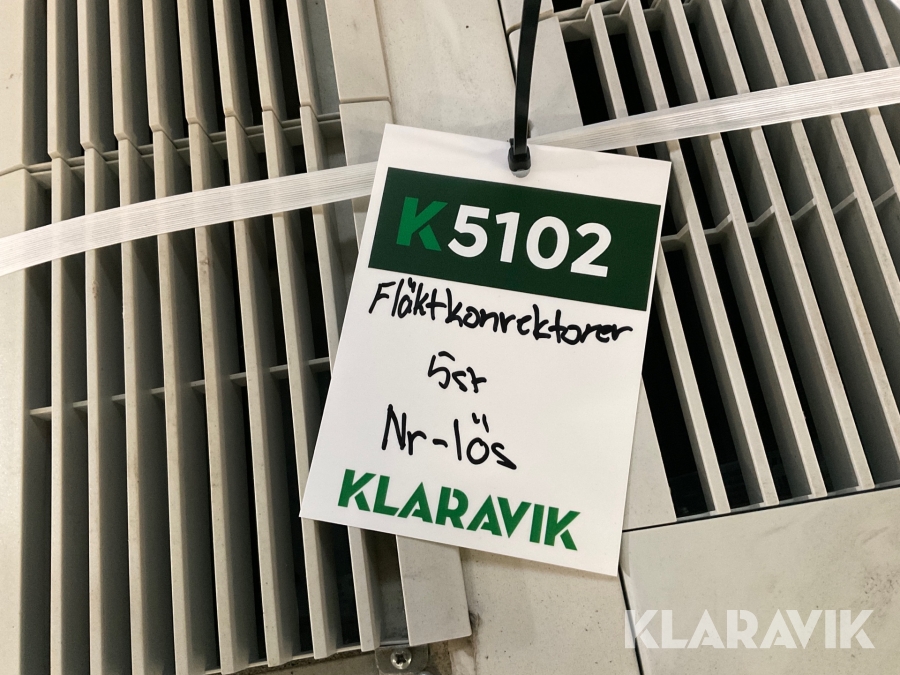 K5102
Fläktkonrektorer
5st
Nr-lös
KLARAVIK
KLARAVIK